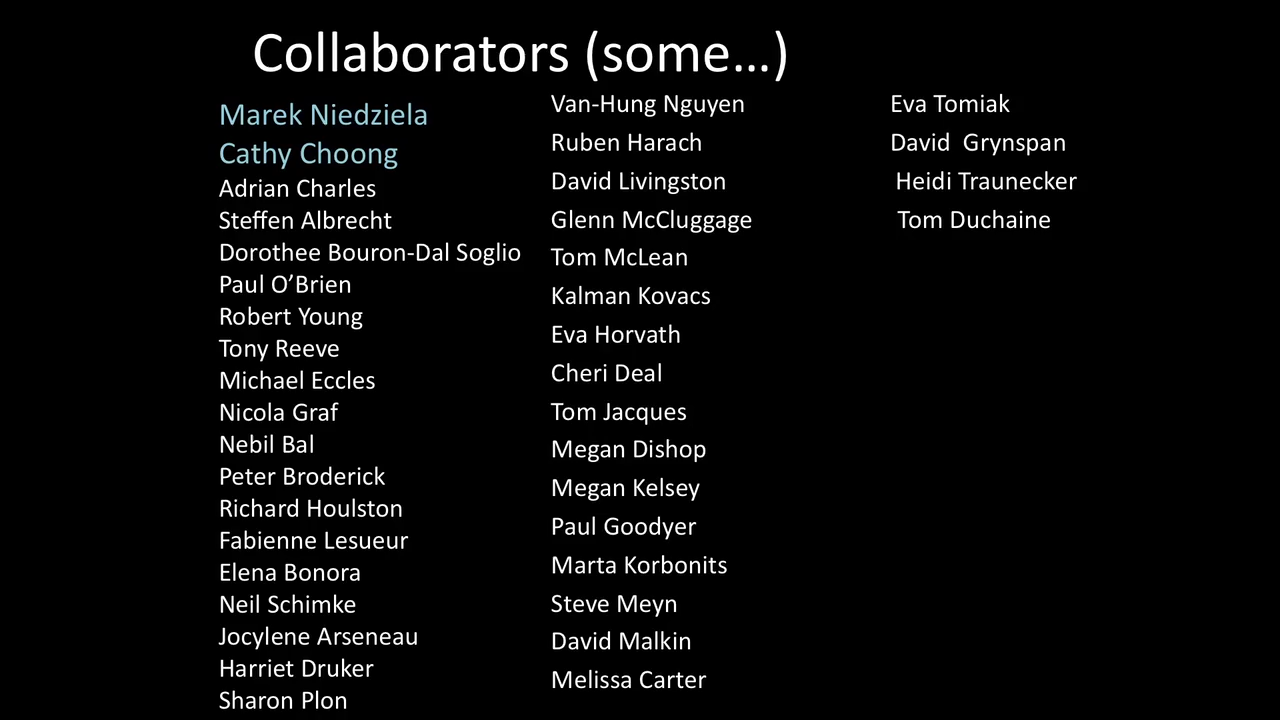 Collaborators (some…)
Marek Niedziela
Cathy Choong
Adrian Charles
Steffen Albrecht
Dorothee Bouron-Dal Soglio
Paul O’Brien
Robert Young
Tony Reeve
Michael Eccles
Nicola Graf
Nebil Bal
Peter Broderick
Richard Houlston
Fabienne Lesueur
Elena Bonora
Neil Schimke
Jocylene Arseneau
Harriet Druker
Sharon Plon
Van-Hung Nguyen
Ruben Harach
David Livingston
Glenn McCluggage
Tom McLean
Kalman Kovacs
Eva Horvath
Cheri Deal
Tom Jacques
Megan Dishop
Megan Kelsey
Paul Goodyer
Marta Korbonits
Steve Meyn
David Malkin
Melissa Carter
Eva Tomiak
David  Grynspan
Heidi Traunecker
Tom Duchaine